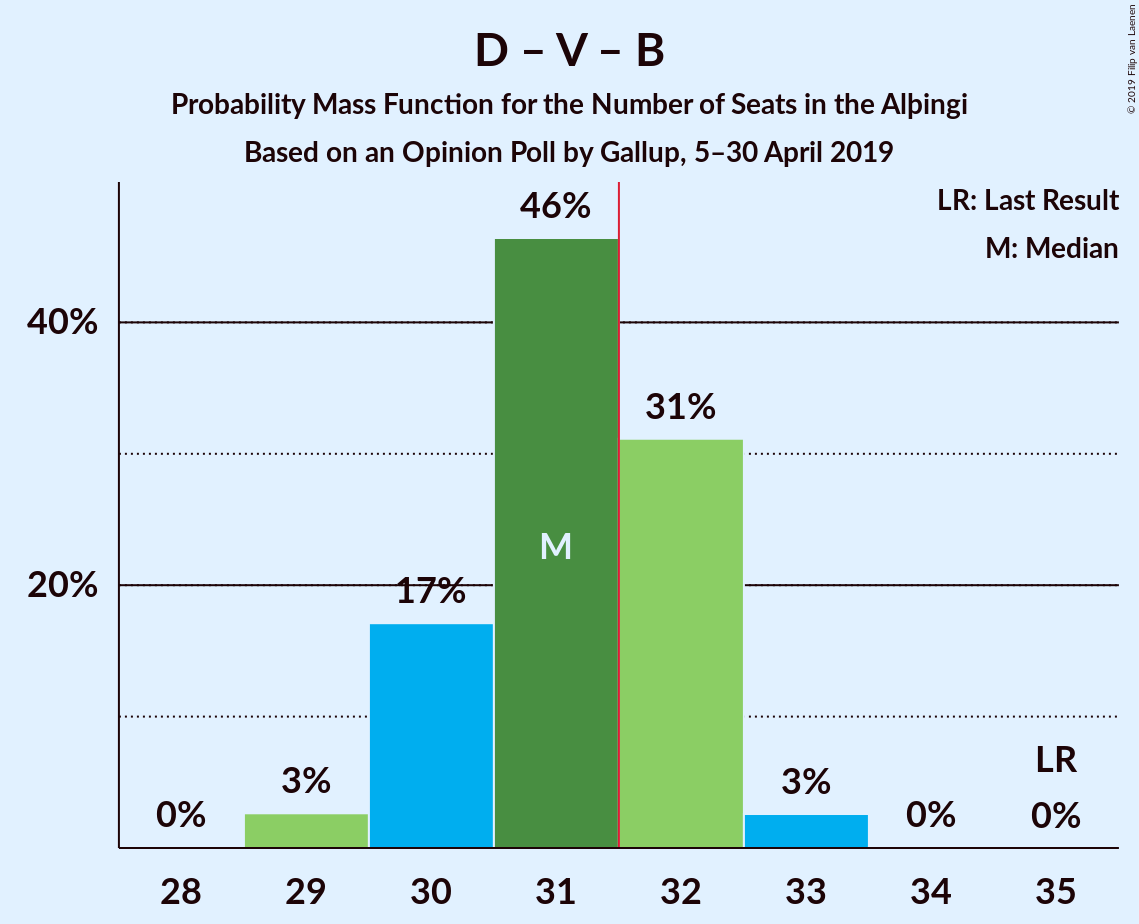 D – V – B
Probability Mass Function for the Number of Seats in the Alþingi
Based on an Opinion Poll by Gallup, 5–30 April 2019
© 2019 Filip van Laenen
LR: Last Result
M: Median
40%
20%
0%
3%
17%
46%
M
31%
3%
0%
LR
0%
28 29 30 31 32 33 34 35